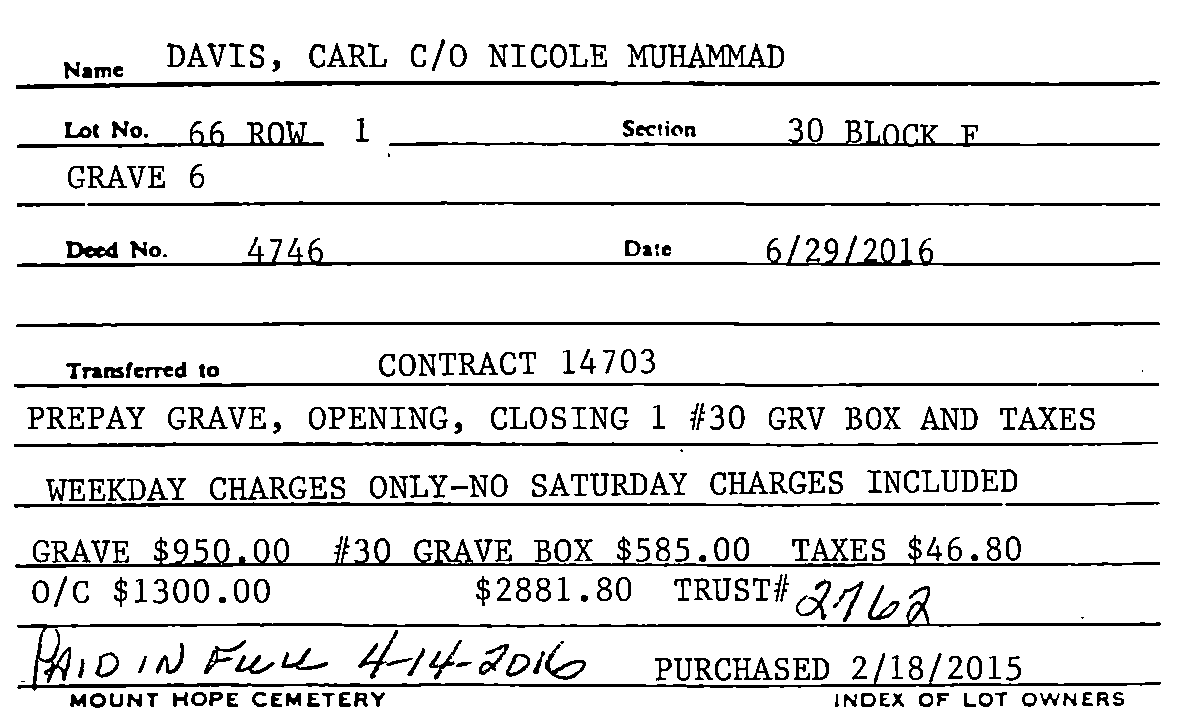 Name DAVIS, CARL C/O NICOLE MUHAMMAD
Lot No. 66 ROW 1 Section 30 BLOCK F
GRAVE 6
Deed No. 4746 Date 6/29/2016
Transferred to CONTRACT 14703
PREPAY GRAVE, OPENING, CLOSING 1 #30 GRV BOX AND TAXES
WEEKDAY CHARGES ONLY-NO SATURDAY CHARGES INCLUDED
GRAVE $950.00 #30 GRAVE BOX $585.00 TAXES $46.80
O/C $1300.00 $2881.80 TRUST# 2762
PAID IN FULL 4-14-2016 PURCHASED 2/18/2015
MOUNT HOPE CEMETERY INDEX OF LOT OWNERS